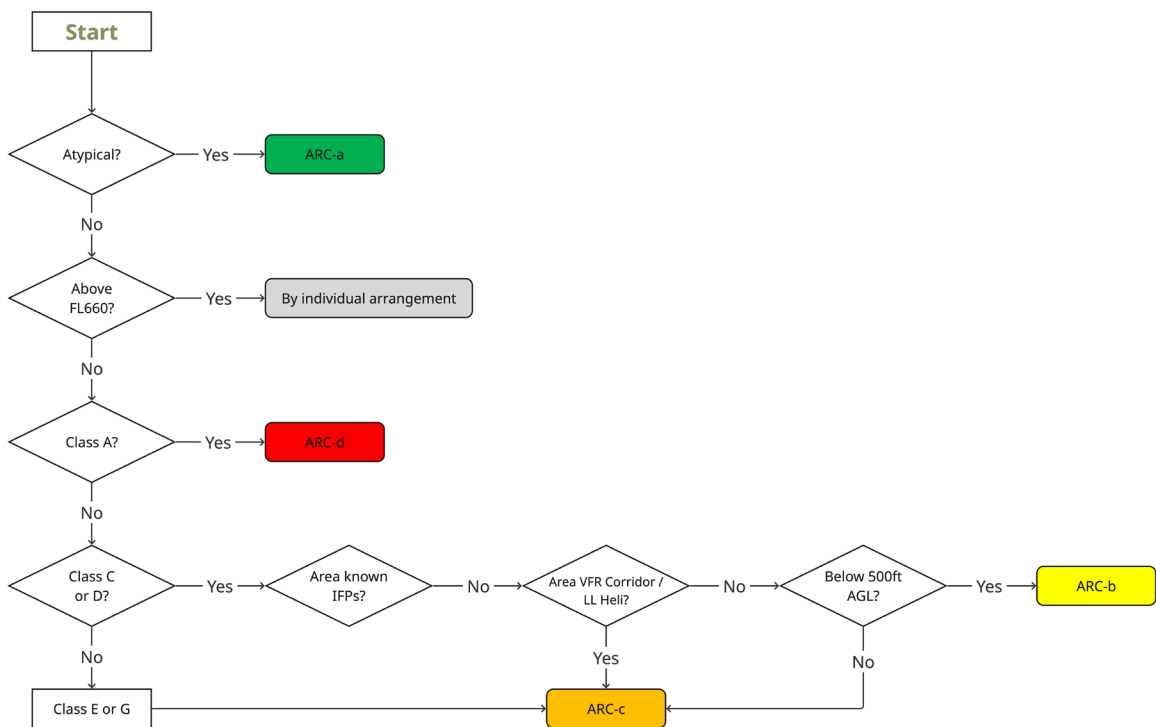 Start
Atypical?
Yes
ARC-a
No
Above
FL660?
Yes
By individual arrangement
No
Class A?
Yes
ARC-d
No
Class C
or D?
Yes
Area known
IFPs?
No
Area VFR Corridor /
LL Heli?
No
Below 500ft
AGL?
Yes
ARC-b
No
Yes
No
Class E or G
ARC-c